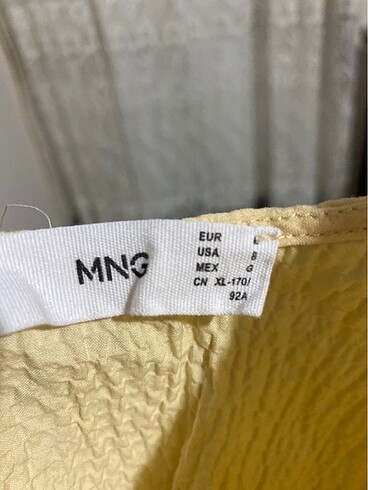 MNG
EUR L
USA 8
MEX G
CN XL-170/
92A